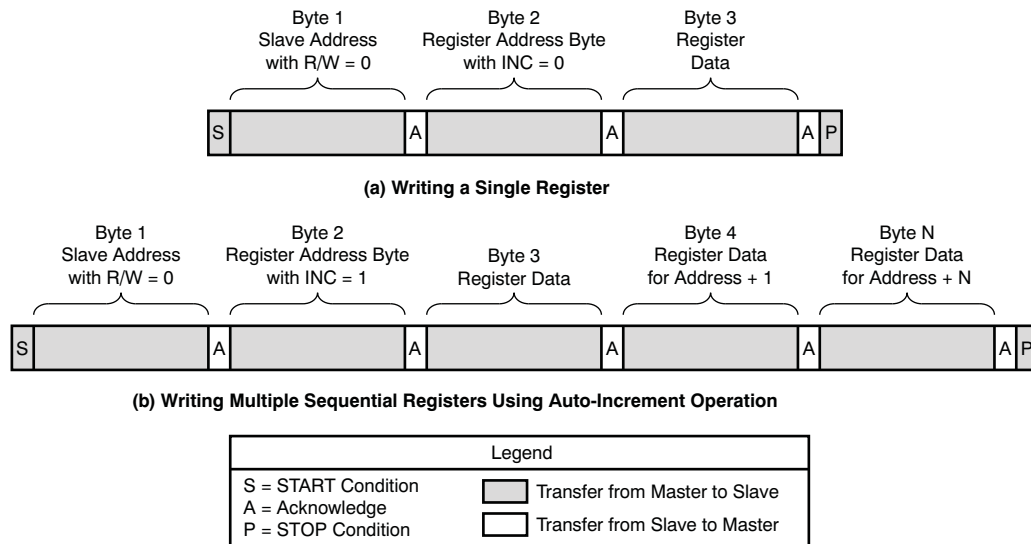 Byte 1
Slave Address
with R/W = 0
Byte 2
Register Address Byte
with INC = 0
Byte 3
Register
Data
S
A
A
A
P
(a) Writing a Single Register
Byte 1
Slave Address
with R/W = 0
Byte 2
Register Address Byte
with INC = 1
Byte 3
Register Data
Byte 4
Register Data
for Address + 1
Byte N
Register Data
for Address + N
S
A
A
A
A
A
P
(b) Writing Multiple Sequential Registers Using Auto-Increment Operation
Legend
S = START Condition
A = Acknowledge
P = STOP Condition
Transfer from Master to Slave
Transfer from Slave to Master